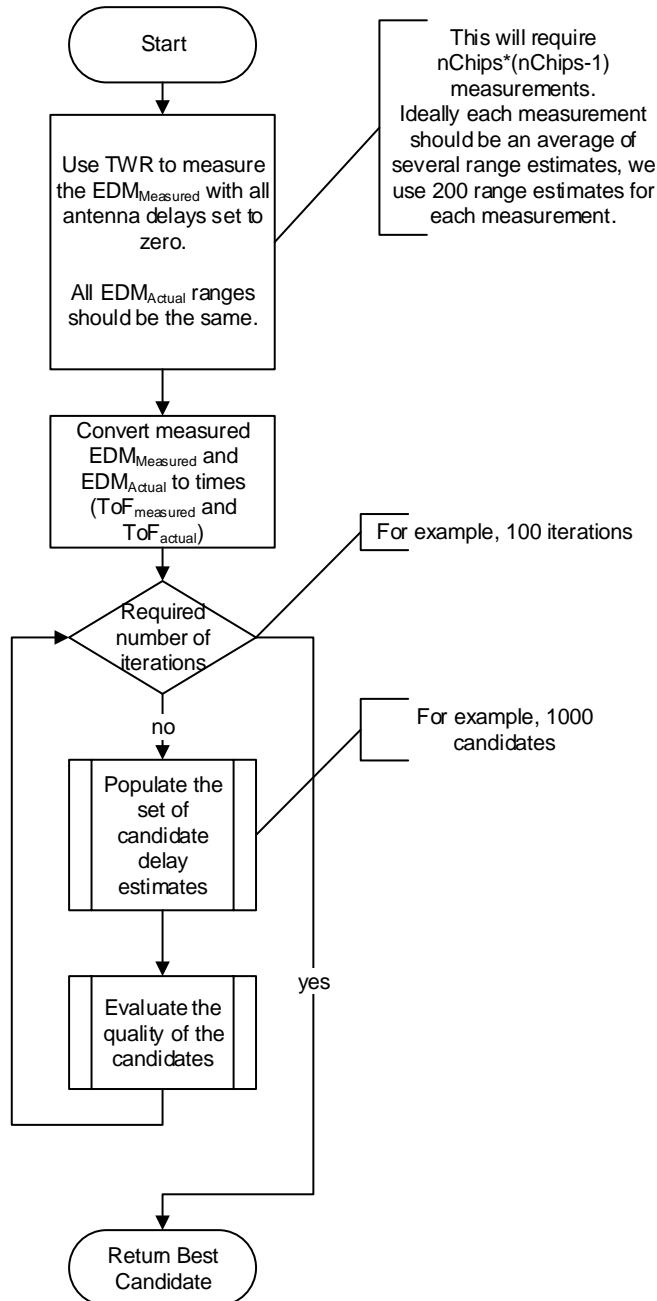 Start
This will require
nChips*(nChips-1)
measurements.
Ideally each measurement
should be an average of
several range estimates, we
use 200 range estimates for
each measurement.
Use TWR to measure
the EDMMeasured with all
antenna delays set to
zero.
All EDMActual ranges
should be the same.
Convert measured
EDMMeasured and
EDMActual to times
(ToFmeasured and
ToFactual)
For example, 100 iterations
Required
number of
iterations
no
For example, 1000
candidates
Populate the
set of
candidate
delay
estimates
yes
Evaluate the
quality of the
candidates
Return Best
Candidate